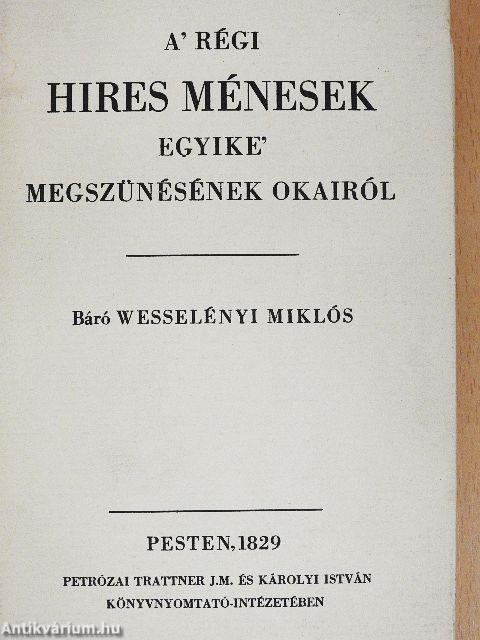 A' RÉGI
HIRES MÉNESEK
EGYIKE'
MEGSZÜNÉSÉNEK OKAIRÓL
Báró WESSELÉNYI MIKLÓS
PESTEN, 1829
PETRÓZAI TRATTNER J.M. ÉS KÁROLYI ISTVÁN
KÖNYVNYOMTATÓ-INTÉZETÉBEN
Antikvárium.hu